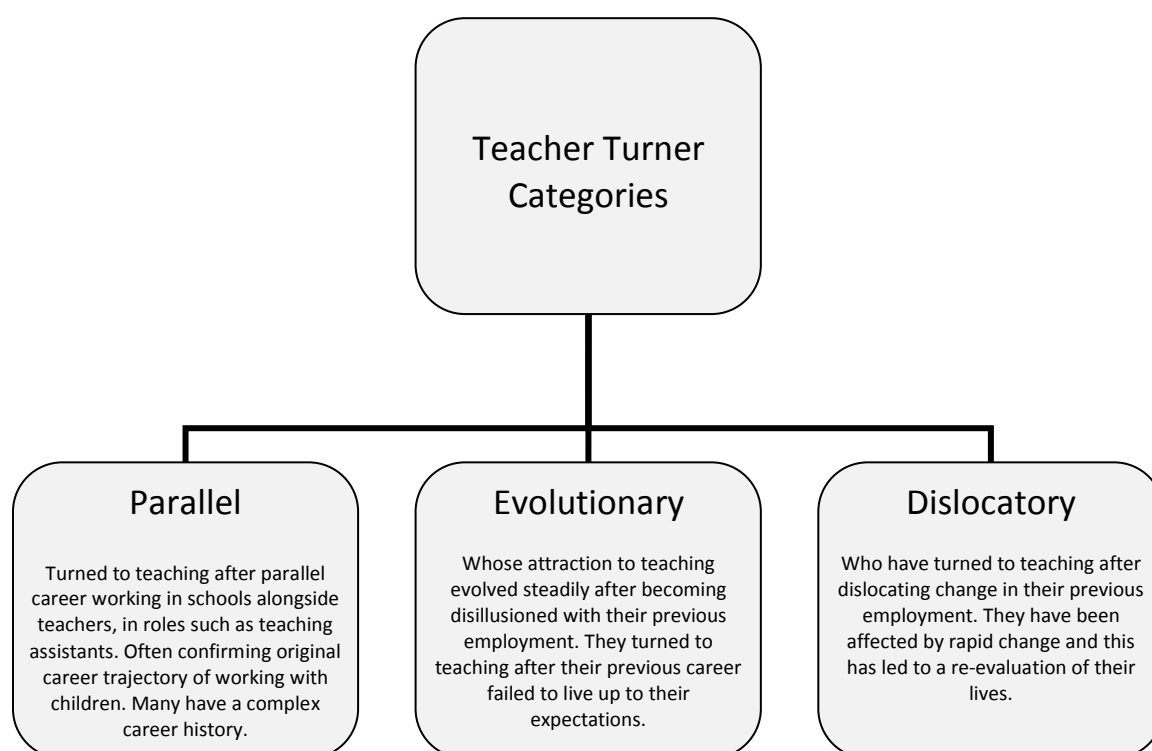 Teacher Turner
Categories
Parallel
Turned to teaching after parallel
career working in schools alongside
teachers, in roles such as teaching
assistants. Often confirming original
career trajectory of working with
children. Many have a complex
career history.
Evolutionary
Whose attraction to teaching
evolved steadily after becoming
disillusioned with their previous
employment. They turned to
teaching after their previous career
failed to live up to their
expectations.
Dislocatory
Who have turned to teaching after
dislocating change in their previous
employment. They have been
affected by rapid change and this
has led to a re-evaluation of their
lives.